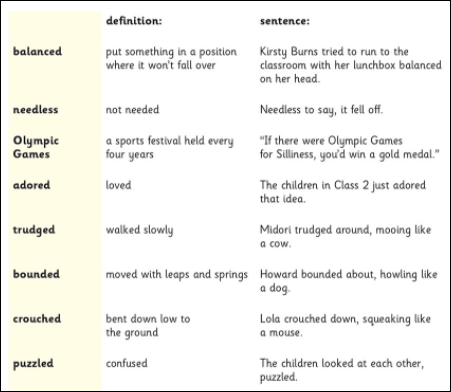 definition: sentence:
balanced put something in a position Kirsty Burns tried to run to the
where it won't fall over classroom with her lunchbox balanced
on her head.
needless not needed Needless to say, it fell off.
Olympic a sports festival held every “If there were Olympic Games
Games four years for Silliness, you'd win a gold medal.”
adored loved The children in Class 2 just adored
that idea.
trudged walked slowly Midori trudged around, mooing like
a cow.
bounded moved with leaps and springs Howard bounded about, howling like
a dog.
crouched bent down low to Lola crouched down, squeaking like
the ground a mouse.
puzzled confused The children looked at each other,
puzzled.